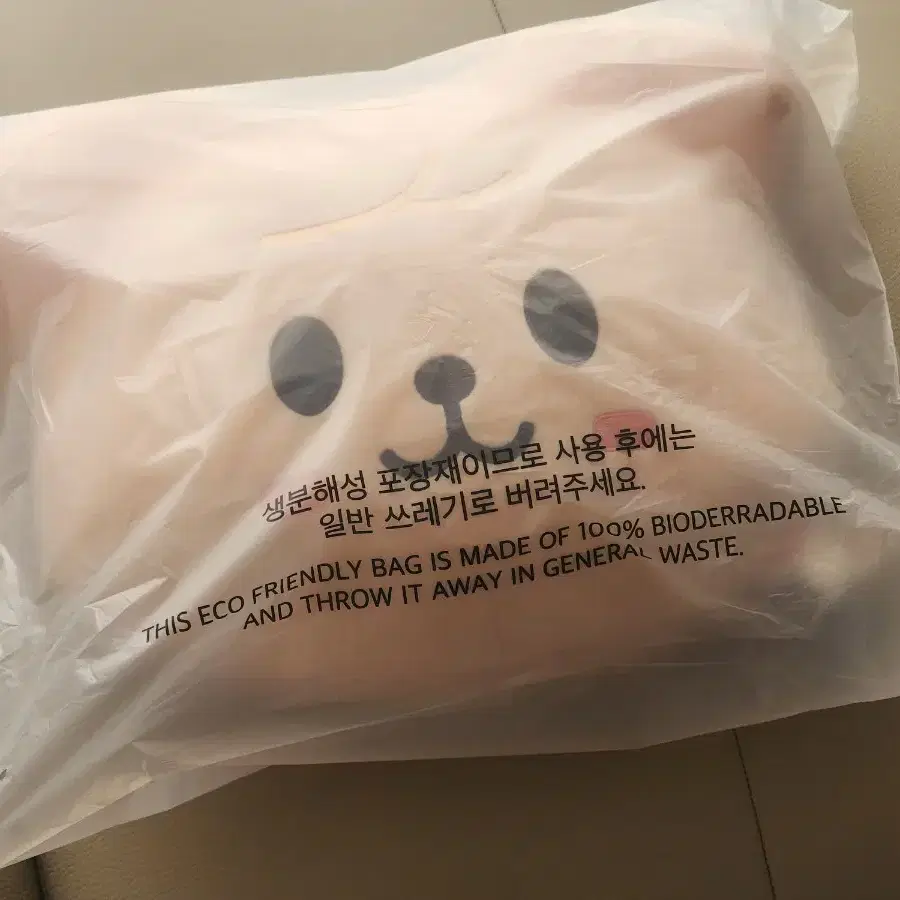 생분해성 포장재이므로 사용 후에는
일반 쓰레기로 버려주세요.
THIS ECO FRIENDLY BAG IS MADE OF 100% BIODERRADABLE
AND THROW IT AWAY IN GENERAL WASTE.